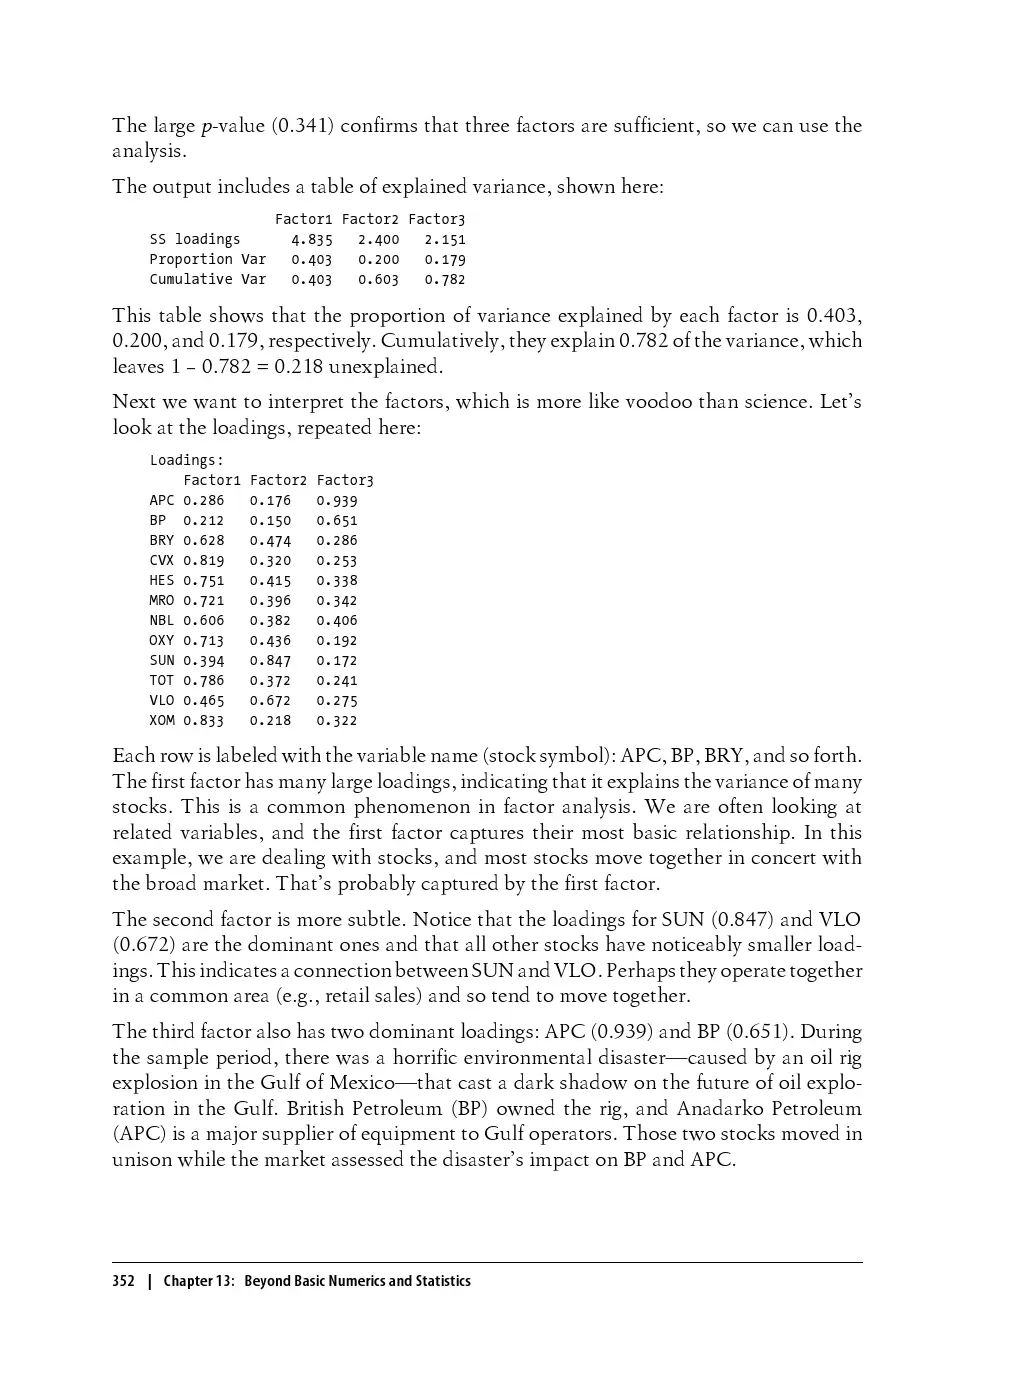 The large p-value (0.341) confirms that three factors are sufficient, so we can use the
analysis.
The output includes a table of explained variance, shown here:
Factor1 Factor2 Factor3
SS loadings 4.835 2.400 2.151
Proportion Var 0.403 0.200 0.179
Cumulative Var 0.403 0.603 0.782
This table shows that the proportion of variance explained by each factor is 0.403,
0.200, and 0.179, respectively. Cumulatively, they explain 0.782 of the variance, which
leaves 1 – 0.782 = 0.218 unexplained.
Next we want to interpret the factors, which is more like voodoo than science. Let’s
look at the loadings, repeated here:
Loadings:
Factor1 Factor2 Factor3
APC 0.286 0.176 0.939
BP 0.212 0.150 0.651
BRY 0.628 0.474 0.286
CVX 0.819 0.320 0.253
HES 0.751 0.415 0.338
MRO 0.721 0.396 0.342
NBL 0.606 0.382 0.406
OXY 0.713 0.436 0.192
SUN 0.394 0.847 0.172
TOT 0.786 0.372 0.241
VLO 0.465 0.672 0.275
XOM 0.833 0.218 0.322
Each row is labeled with the variable name (stock symbol): APC, BP, BRY, and so forth.
The first factor has many large loadings, indicating that it explains the variance of many
stocks. This is a common phenomenon in factor analysis. We are often looking at
related variables, and the first factor captures their most basic relationship. In this
example, we are dealing with stocks, and most stocks move together in concert with
the broad market. That’s probably captured by the first factor.
The second factor is more subtle. Notice that the loadings for SUN (0.847) and VLO
(0.672) are the dominant ones and that all other stocks have noticeably smaller load-
ings. This indicates a connection between SUN and VLO. Perhaps they operate together
in a common area (e.g., retail sales) and so tend to move together.
The third factor also has two dominant loadings: APC (0.939) and BP (0.651). During
the sample period, there was a horrific environmental disaster—caused by an oil rig
explosion in the Gulf of Mexico—that cast a dark shadow on the future of oil explo-
ration in the Gulf. British Petroleum (BP) owned the rig, and Anadarko Petroleum
(APC) is a major supplier of equipment to Gulf operators. Those two stocks moved in
unison while the market assessed the disaster’s impact on BP and APC.
352 | Chapter 13: Beyond Basic Numerics and Statistics